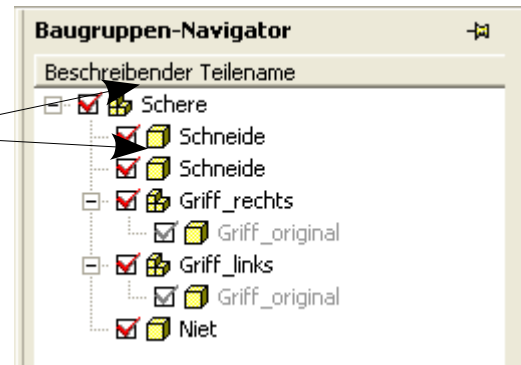 Baugruppen-Navigator
Beschreibender Teilename
Schere
Schneide
Schneide
Griff_rechts
Griff_original
Griff_links
Griff_original
Niet